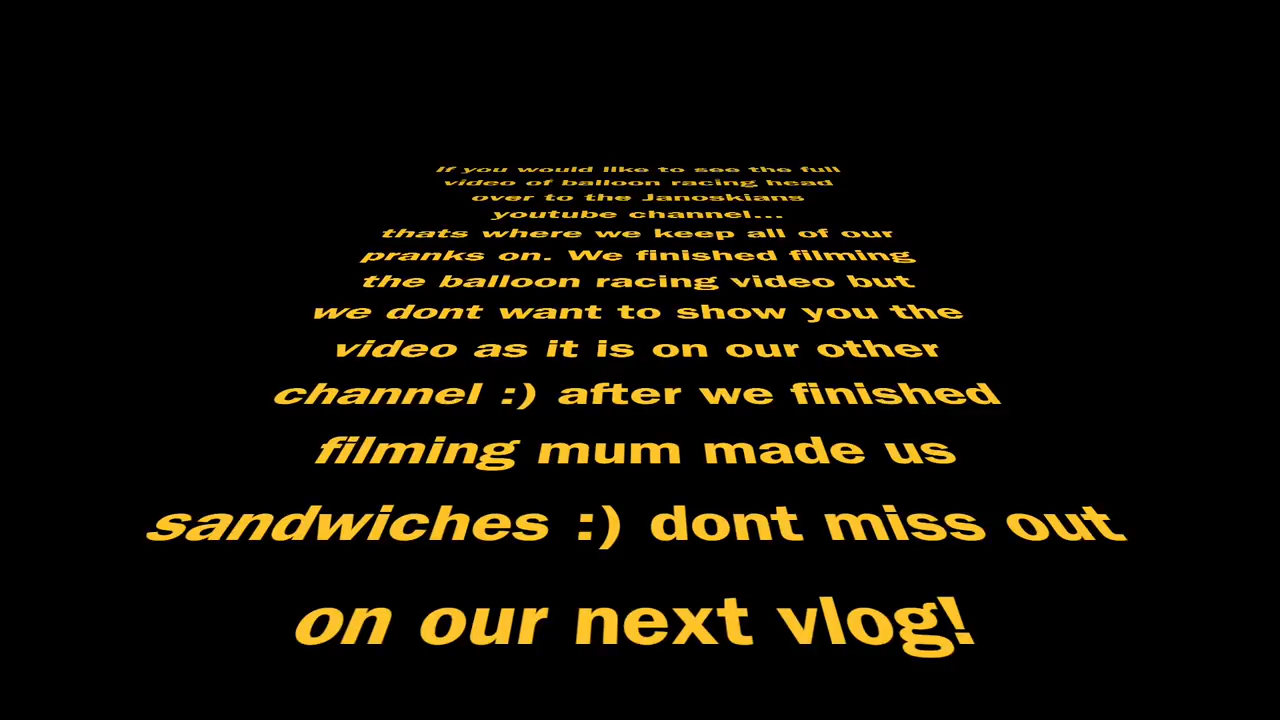 If you would like to see the full
video of balloon racing head
over to the Janoskians
youtube channel...
thats where we keep all of our
pranks on. We finished filming
the balloon racing video but
we dont want to show you the
video as it is on our other
channel :) after we finished
filming mum made us
sandwiches :) dont miss out
on our next vlog!